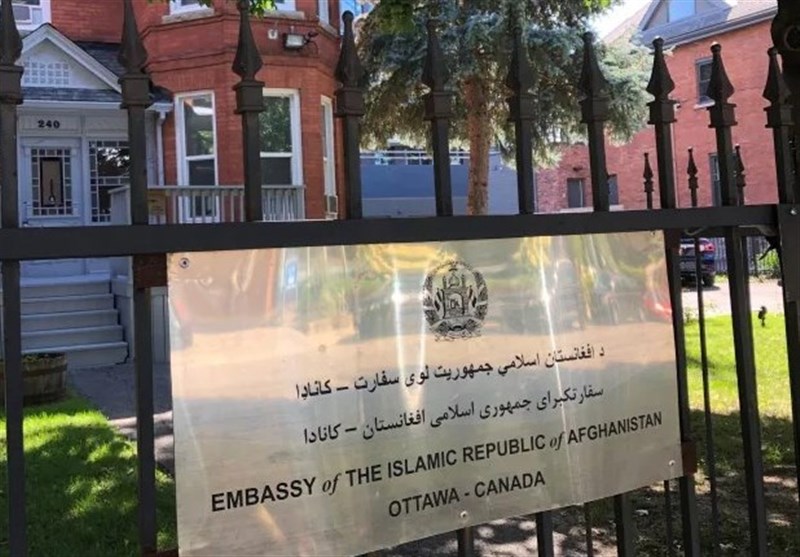 240
د افغانستان اسلامي جمهوریت لوی سفارت – کاناډا
سفارتکبرای جمهوری اسلامی افغانستان – کانادا
EMBASSY of THE ISLAMIC REPUBLIC of AFGHANISTAN
OTTAWA - CANADA